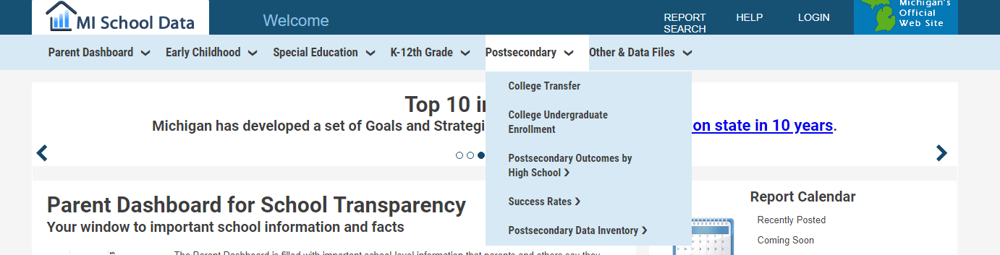 MI School Data
Welcome
REPORT
SEARCH
HELP
LOGIN
Michigan's
Official
Web Site
Parent Dashboard
Early Childhood
Special Education
K-12th Grade
Postsecondary
Other & Data Files
College Transfer
College Undergraduate
Enrollment
Postsecondary Outcomes by
High School
Success Rates
Postsecondary Data Inventory
Top 10
Michigan has developed a set of Goals and
on state in 10 years.
Parent Dashboard for School Transparency
Your window to important school information and facts
The Parent Dashboard is filled with important school-level information that parents and others say they
Report Calendar
Recently Posted
Coming Soon